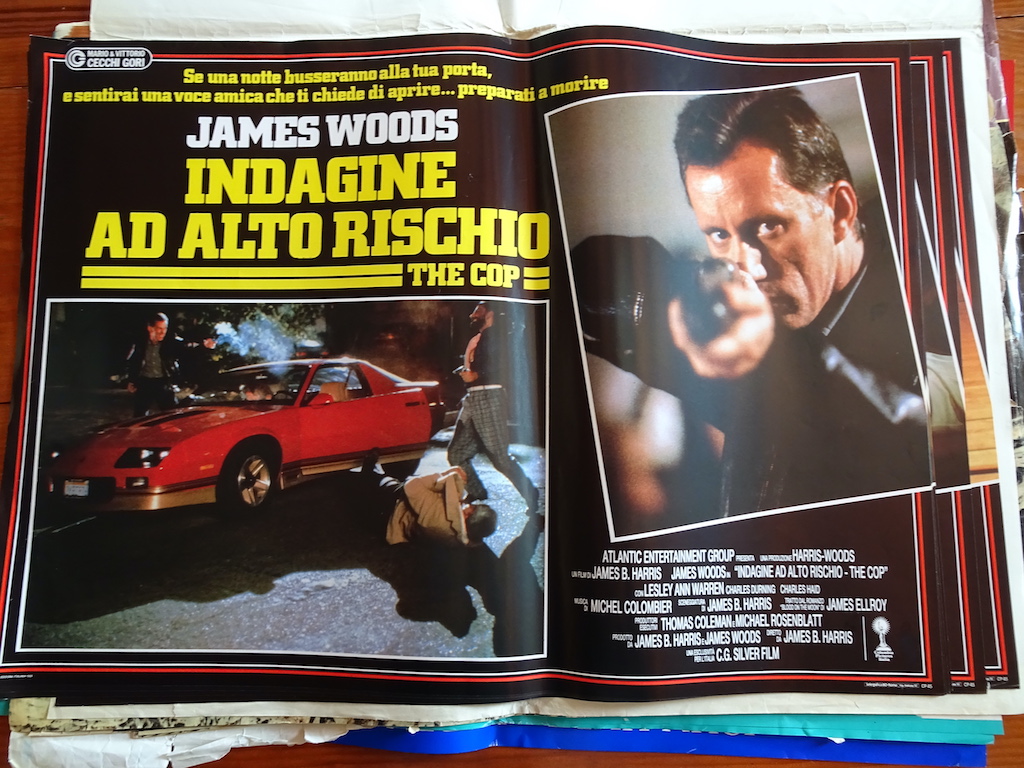 MARIO & VITTORIO
CECCHI GORI
Se una notte busseranno alla tua porta,
e sentirai una voce amica che ti chiede di aprire... preparati a morire
JAMES WOODS
INDAGINE
AD ALTO RISCHIO
THE COP
ATLANTIC ENTERTAINMENT GROUP PRESENTA UNA PRODUZIONE HARRIS-WOODS
UN FILM DI JAMES B. HARRIS JAMES WOODS IN "INDAGINE AD ALTO RISCHIO - THE COP"
CON LESLEY ANN WARREN CHARLES DURNING CHARLES HAID
MUSICA DI MICHEL COLOMBIER SCENEGGIATURA DI JAMES B. HARRIS TRATTO DAL ROMANZO "BLOOD ON THE MOON" DI JAMES ELLROY
PRODUTTORI ESECUTIVI THOMAS COLEMAN E MICHAEL ROSENBLATT
PRODOTTO DA JAMES B. HARRIS E JAMES WOODS DIRETTO DA JAMES B. HARRIS
UNA ESCLUSIVITÀ PER L'ITALIA C.G. SILVER FILM